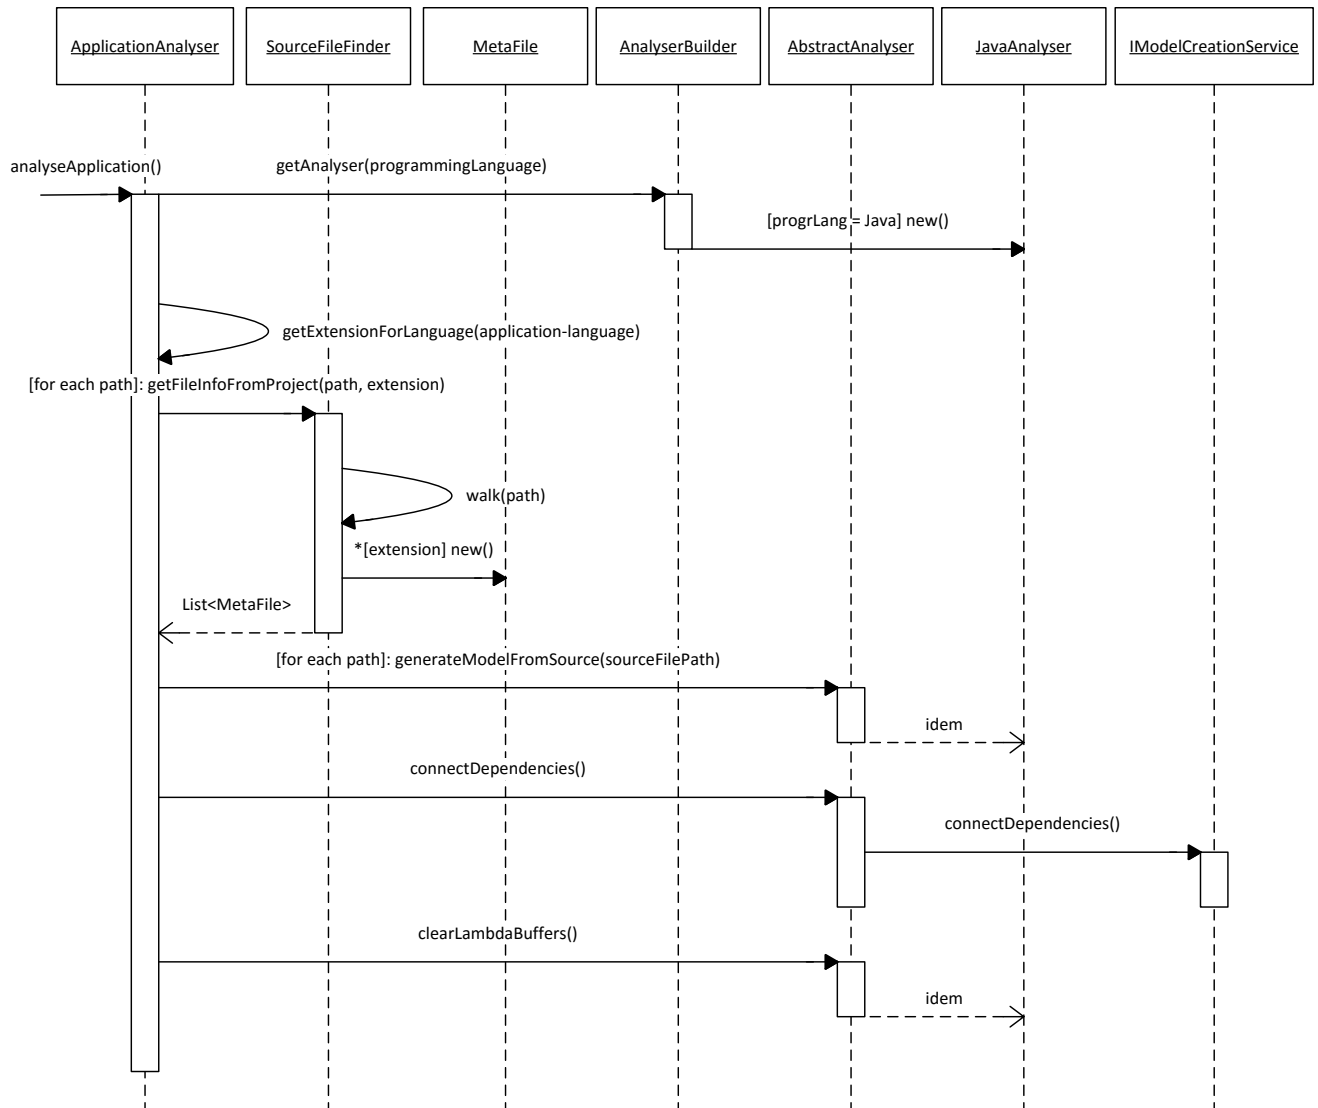 ApplicationAnalyser
SourceFileFinder
MetaFile
AnalyserBuilder
AbstractAnalyser
JavaAnalyser
IModelCreationService
analyseApplication()
getAnalyser(programmingLanguage)
[progrLang = Java] new()
getExtensionForLanguage(application-language)
[for each path]: getFileInfoFromProject(path, extension)
walk(path)
*[extension] new()
List<MetaFile>
[for each path]: generateModelFromSource(sourceFilePath)
idem
connectDependencies()
connectDependencies()
clearLambdaBuffers()
idem